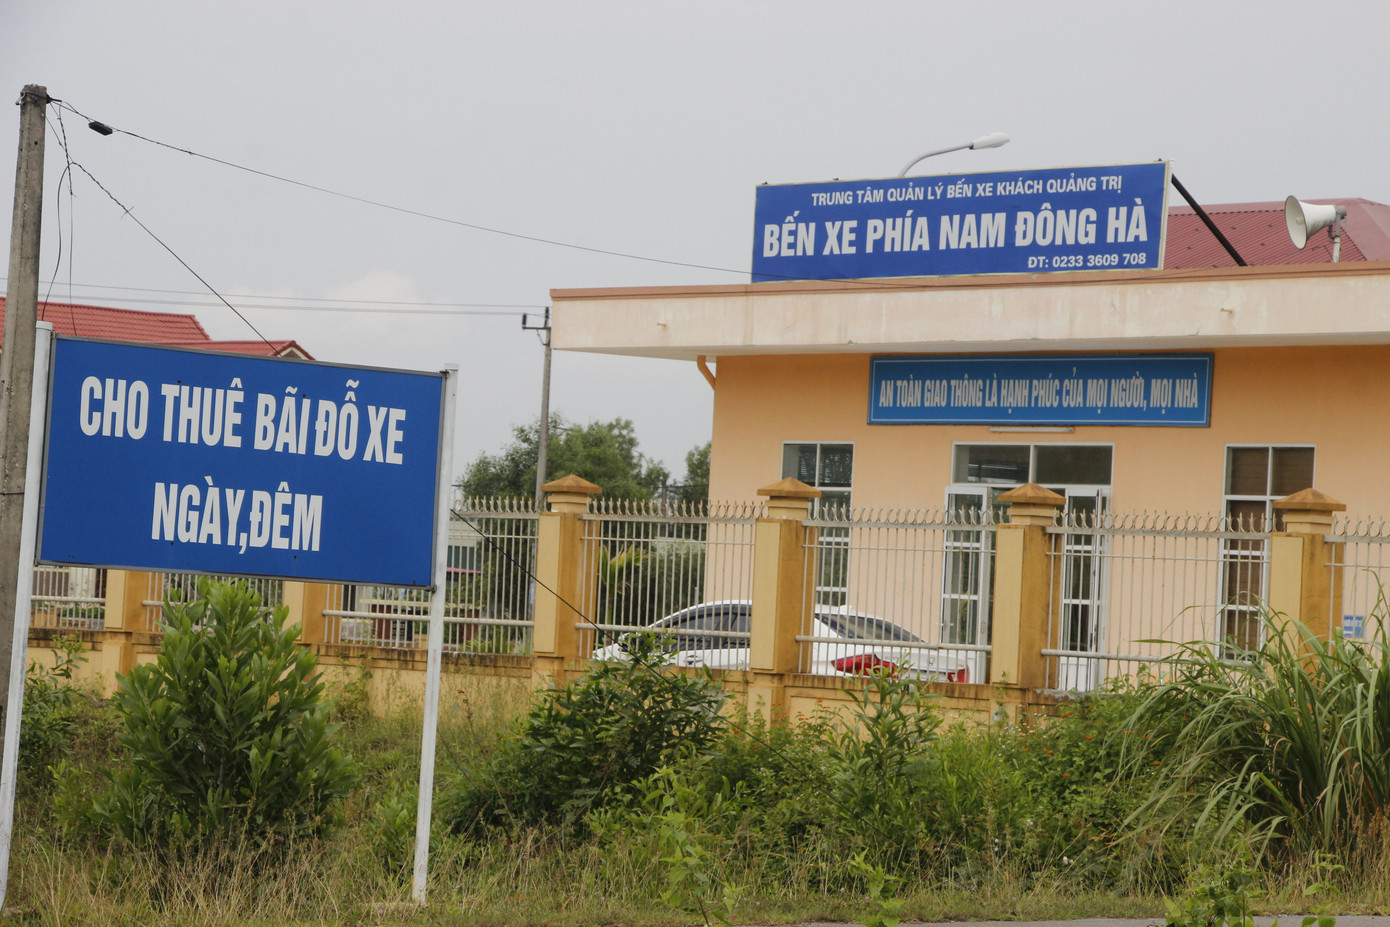 CHO THUÊ BÃI ĐỖ XE
NGÀY,ĐÊM
TRUNG TÂM QUẢN LÝ BẾN XE KHÁCH QUẢNG TRỊ
BẾN XE PHÍA NAM ĐÔNG HÀ
ĐT: 0233 3609 708
AN TOÀN GIAO THÔNG LÀ HẠNH PHÚC CỦA MỌI NGƯỜI, MỌI NHÀ